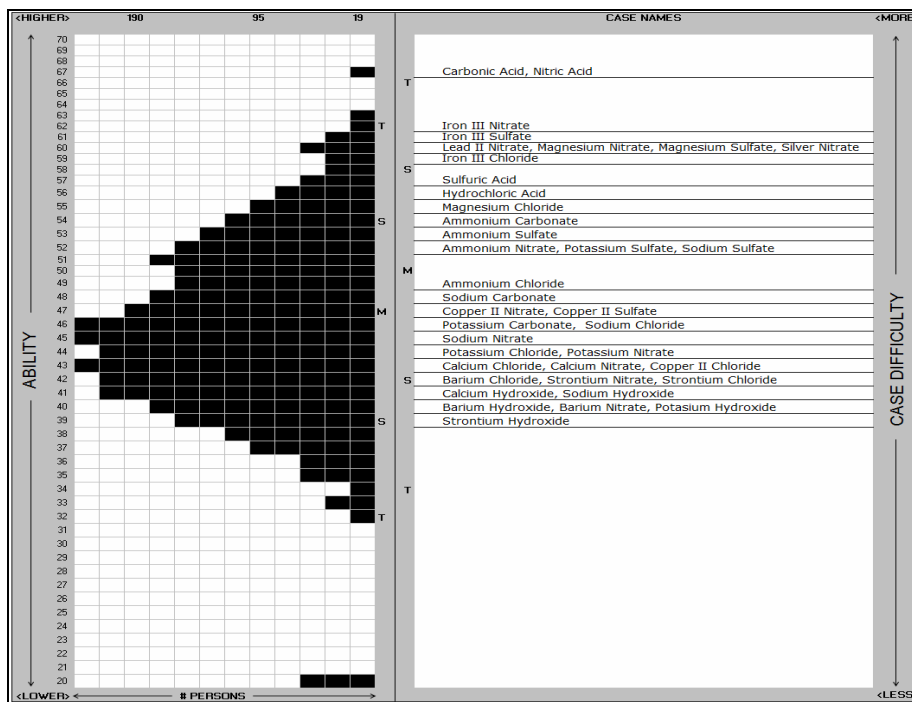 <HIGHER> 190 95 19 CASE NAMES <MORE
70
69
68
67 Carbonic Acid, Nitric Acid
66 T
65
64
63
62 T Iron III Nitrate
61 Iron III Sulfate
60 Lead II Nitrate, Magnesium Nitrate, Magnesium Sulfate, Silver Nitrate
59 Iron III Chloride
58 S
57 Sulfuric Acid
56 Hydrochloric Acid
55 Magnesium Chloride
54 S Ammonium Carbonate
53 Ammonium Sulfate
52 Ammonium Nitrate, Potassium Sulfate, Sodium Sulfate
51
50 M
49 Ammonium Chloride
48 Sodium Carbonate
47 M Copper II Nitrate, Copper II Sulfate
46 Potassium Carbonate, Sodium Chloride
45 Sodium Nitrate
44 Potassium Chloride, Potassium Nitrate
43 Calcium Chloride, Calcium Nitrate, Copper II Chloride
42 S Barium Chloride, Strontium Nitrate, Strontium Chloride
41 Calcium Hydroxide, Sodium Hydroxide
40 Barium Hydroxide, Barium Nitrate, Potasium Hydroxide
39 S Strontium Hydroxide
38
37
36
35
34 T
33
32 T
31
30
29
28
27
26
25
24
23
22
21
20
ABILITY
CASE DIFFICULTY
<LOWER> # PERSONS <LESS